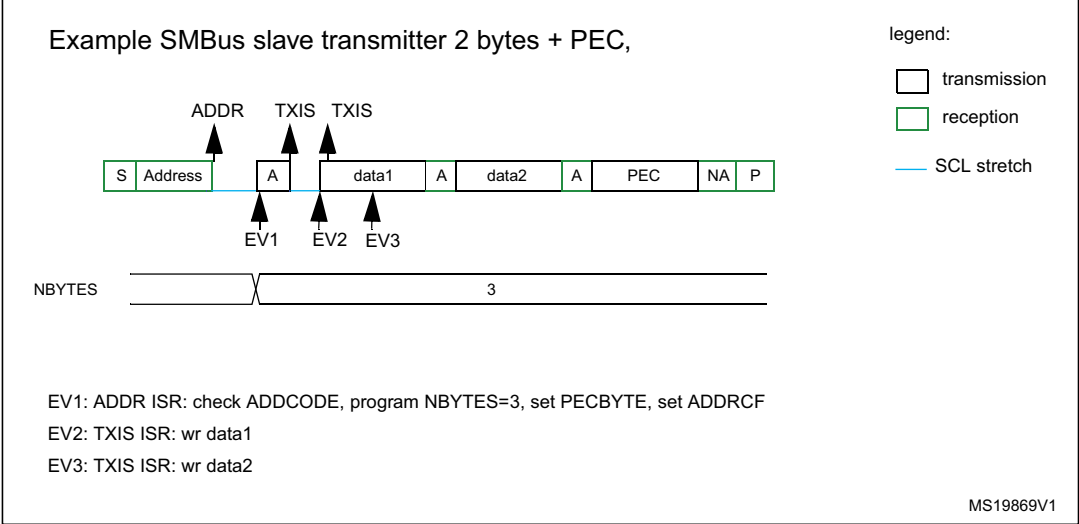 Example SMBus slave transmitter 2 bytes + PEC,
legend:
transmission
reception
SCL stretch
ADDR TXIS TXIS
S Address A data1 A data2 A PEC NA P
EV1 EV2 EV3
NBYTES 3
EV1: ADDR ISR: check ADDCODE, program NBYTES=3, set PECBYTE, set ADDRCF
EV2: TXIS ISR: wr data1
EV3: TXIS ISR: wr data2
MS19869V1